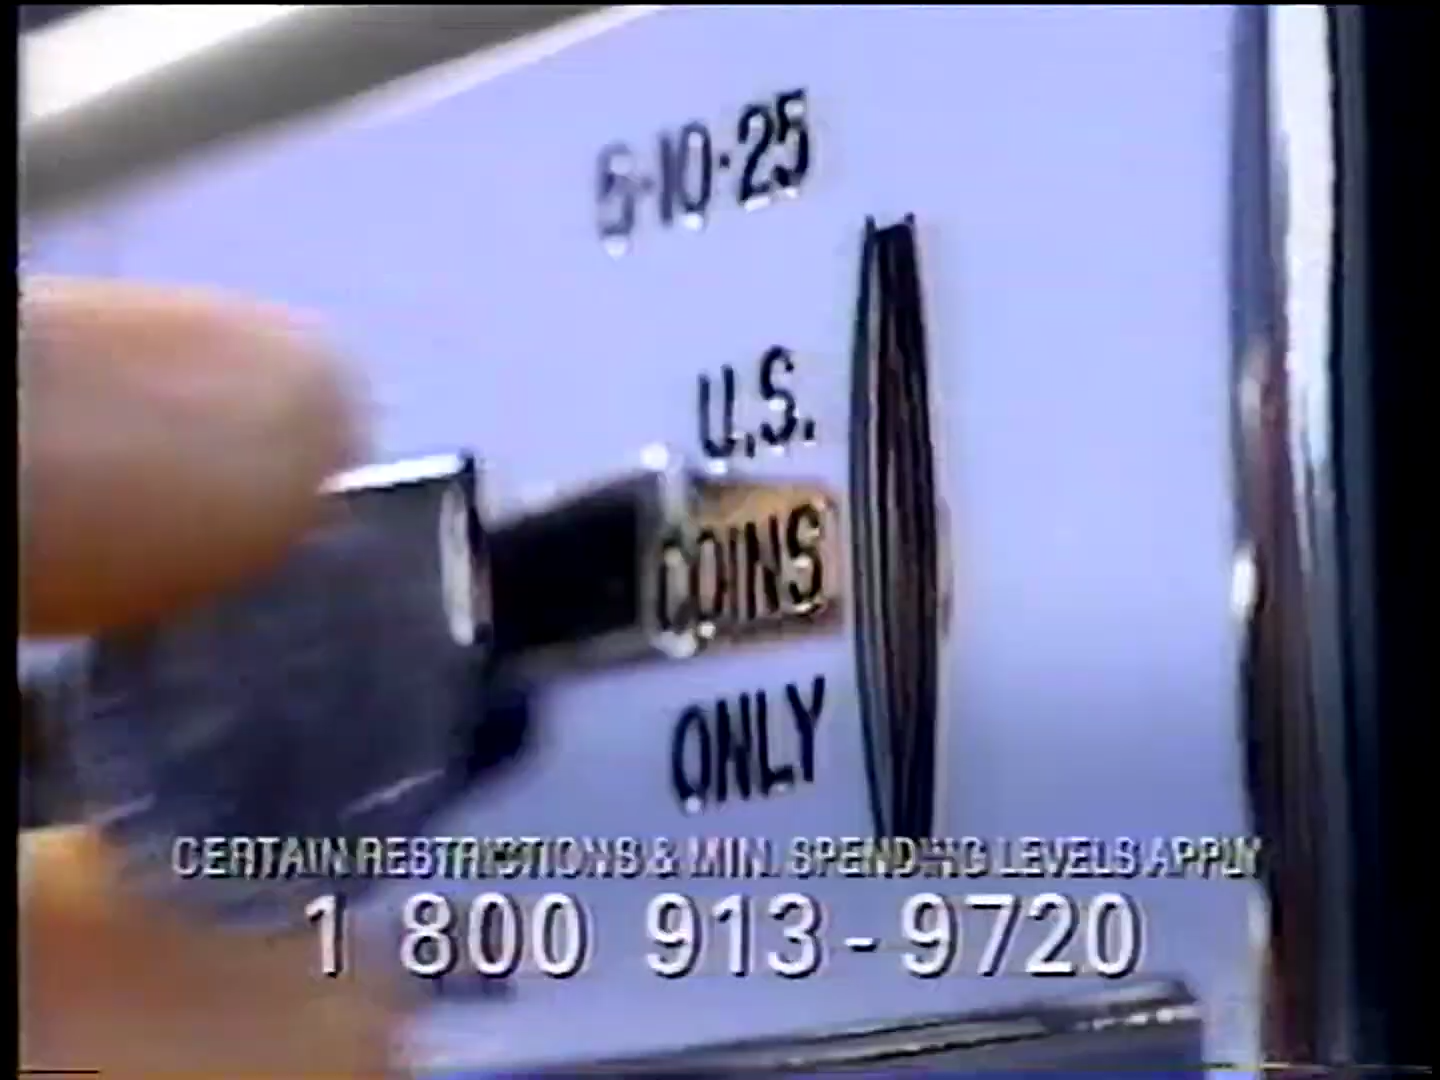 5·10·25
U.S.
COINS
ONLY
CERTAIN RESTRICTIONS & MIN. SPENDING LEVELS APPLY
1 800 913-9720